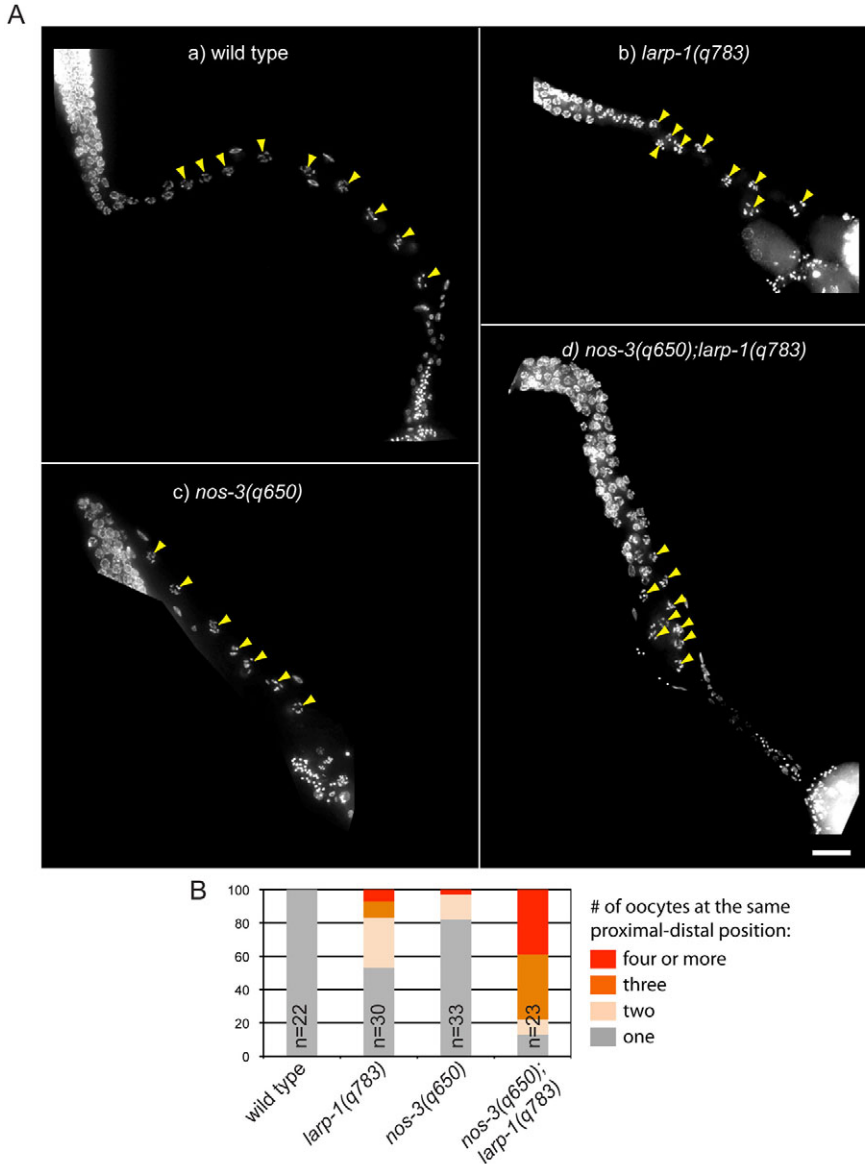 A
a) wild type
b) larp-1(q783)
c) nos-3(q650)
d) nos-3(q650);larp-1(q783)
B
100
80
60
40
20
0
n=22
n=30
n=33
n=23
wild type
larp-1(q783)
nos-3(q650)
nos-3(q650);
larp-1(q783)
# of oocytes at the same
proximal-distal position:
four or more
three
two
one